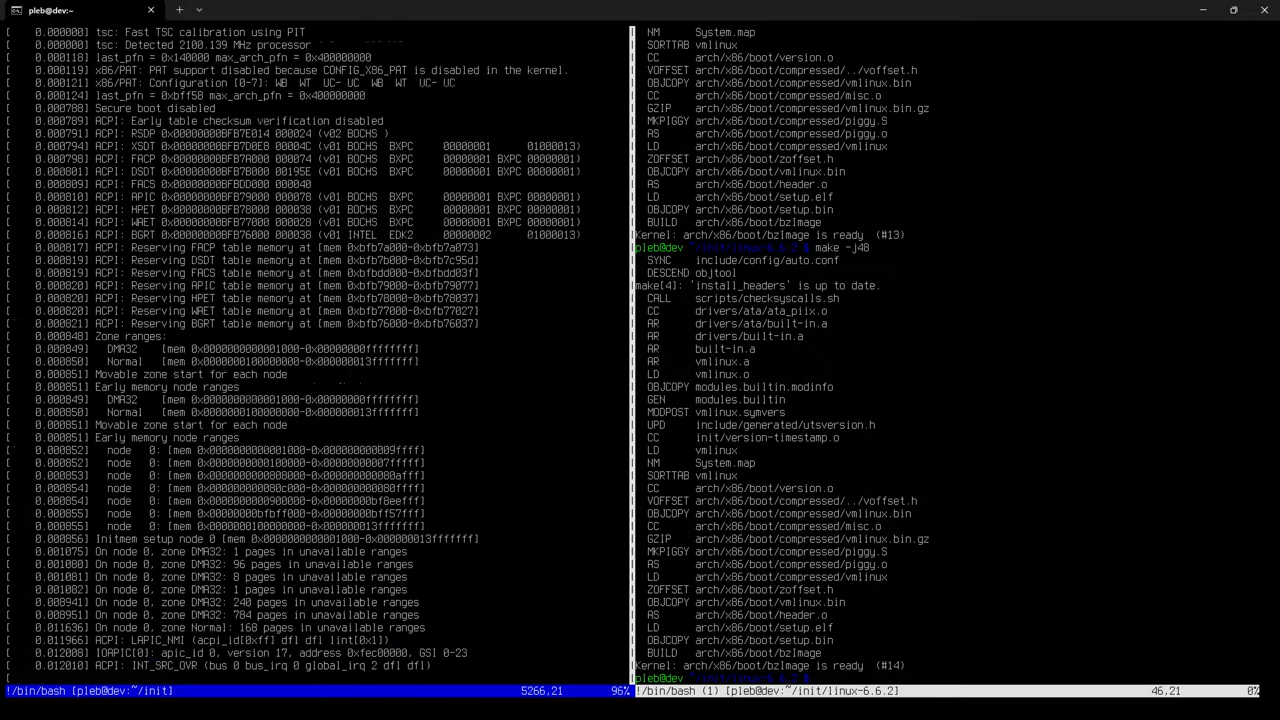 pleb@dev:~
[    0.000000] tsc: Fast TSC calibration using PIT
[    0.000000] tsc: Detected 2100.139 MHz processor
[    0.000118] last_pfn = 0x140000 max_arch_pfn = 0x400000000
[    0.000119] x86/PAT: PAT support disabled because CONFIG_X86_PAT is disabled in the kernel.
[    0.000121] x86/PAT: Configuration [0-7]: WB  WT  UC- UC  WB  WT  UC- UC
[    0.000124] last_pfn = 0xbff58 max_arch_pfn = 0x400000000
[    0.000788] Secure boot disabled
[    0.000789] ACPI: Early table checksum verification disabled
[    0.000791] ACPI: RSDP 0x00000000BFB7E014 000024 (v02 BOCHS )
[    0.000794] ACPI: XSDT 0x00000000BFB7D0E8 00004C (v01 BOCHS  BXPC     00000001      01000013)
[    0.000798] ACPI: FACP 0x00000000BFB7A000 000074 (v01 BOCHS  BXPC     00000001 BXPC 00000001)
[    0.000801] ACPI: DSDT 0x00000000BFB7B000 00195E (v01 BOCHS  BXPC     00000001 BXPC 00000001)
[    0.000809] ACPI: FACS 0x00000000BFBDD000 000040
[    0.000810] ACPI: APIC 0x00000000BFB79000 000078 (v01 BOCHS  BXPC     00000001 BXPC 00000001)
[    0.000812] ACPI: HPET 0x00000000BFB78000 000038 (v01 BOCHS  BXPC     00000001 BXPC 00000001)
[    0.000814] ACPI: WAET 0x00000000BFB77000 000028 (v01 BOCHS  BXPC     00000001 BXPC 00000001)
[    0.000816] ACPI: BGRT 0x00000000BFB76000 000038 (v01 INTEL  EDK2     00000002      01000013)
[    0.000817] ACPI: Reserving FACP table memory at [mem 0xbfb7a000-0xbfb7a073]
[    0.000819] ACPI: Reserving DSDT table memory at [mem 0xbfb7b000-0xbfb7c95d]
[    0.000819] ACPI: Reserving FACS table memory at [mem 0xbfbdd000-0xbfbdd03f]
[    0.000820] ACPI: Reserving APIC table memory at [mem 0xbfb79000-0xbfb79077]
[    0.000820] ACPI: Reserving HPET table memory at [mem 0xbfb78000-0xbfb78037]
[    0.000821] ACPI: Reserving WAET table memory at [mem 0xbfb77000-0xbfb77027]
[    0.000821] ACPI: Reserving BGRT table memory at [mem 0xbfb76000-0xbfb76037]
[    0.000848] Zone ranges:
[    0.000849]   DMA32    [mem 0x0000000000001000-0x00000000ffffffff]
[    0.000850]   Normal   [mem 0x0000000100000000-0x000000013fffffff]
[    0.000851] Movable zone start for each node
[    0.000851] Early memory node ranges
[    0.000849]   DMA32    [mem 0x0000000000001000-0x00000000ffffffff]
[    0.000850]   Normal   [mem 0x0000000100000000-0x000000013fffffff]
[    0.000851] Movable zone start for each node
[    0.000851] Early memory node ranges
[    0.000852]   node   0: [mem 0x0000000000001000-0x000000000009ffff]
[    0.000852]   node   0: [mem 0x0000000000100000-0x00000000007fffff]
[    0.000853]   node   0: [mem 0x0000000000808000-0x000000000080afff]
[    0.000854]   node   0: [mem 0x000000000080c000-0x000000000080ffff]
[    0.000854]   node   0: [mem 0x0000000000900000-0x00000000bf8eefff]
[    0.000855]   node   0: [mem 0x00000000bfbff000-0x00000000bff57fff]
[    0.000855]   node   0: [mem 0x0000000100000000-0x000000013fffffff]
[    0.000856] Initmem setup node 0 [mem 0x0000000000001000-0x000000013fffffff]
[    0.001075] On node 0, zone DMA32: 1 pages in unavailable ranges
[    0.001080] On node 0, zone DMA32: 96 pages in unavailable ranges
[    0.001081] On node 0, zone DMA32: 8 pages in unavailable ranges
[    0.001082] On node 0, zone DMA32: 1 pages in unavailable ranges
[    0.008941] On node 0, zone DMA32: 240 pages in unavailable ranges
[    0.008951] On node 0, zone DMA32: 784 pages in unavailable ranges
[    0.011636] On node 0, zone Normal: 168 pages in unavailable ranges
[    0.011966] ACPI: LAPIC_NMI (acpi_id[0xff] dfl dfl lint[0x1])
[    0.012008] IOAPIC[0]: apic_id 0, version 17, address 0xfec00000, GSI 0-23
[    0.012010] ACPI: INT_SRC_OVR (bus 0 bus_irq 0 global_irq 2 dfl dfl)
[
!/bin/bash [pleb@dev:~/init]    5266,21    96%
NM      System.map
SORTTAB vmlinux
CC      arch/x86/boot/version.o
VOFFSET arch/x86/boot/compressed/../voffset.h
OBJCOPY arch/x86/boot/compressed/vmlinux.bin
CC      arch/x86/boot/compressed/misc.o
GZIP    arch/x86/boot/compressed/vmlinux.bin.gz
MKPIGGY arch/x86/boot/compressed/piggy.S
AS      arch/x86/boot/compressed/piggy.o
LD      arch/x86/boot/compressed/vmlinux
ZOFFSET arch/x86/boot/zoffset.h
OBJCOPY arch/x86/boot/vmlinux.bin
AS      arch/x86/boot/header.o
LD      arch/x86/boot/setup.elf
OBJCOPY arch/x86/boot/setup.bin
BUILD   arch/x86/boot/bzImage
Kernel: arch/x86/boot/bzImage is ready  (#13)
pleb@dev ~/init/linux-6.6.2 $ make -j48
SYNC    include/config/auto.conf
DESCEND objtool
make[4]: 'install_headers' is up to date.
CALL    scripts/checksyscalls.sh
CC      drivers/ata/ata_piix.o
AR      drivers/ata/built-in.a
AR      drivers/built-in.a
AR      built-in.a
AR      vmlinux.a
LD      vmlinux.o
OBJCOPY modules.builtin.modinfo
GEN     modules.builtin
MODPOST vmlinux.symvers
UPD     include/generated/utsversion.h
CC      init/version-timestamp.o
LD      vmlinux
NM      System.map
SORTTAB vmlinux
CC      arch/x86/boot/version.o
VOFFSET arch/x86/boot/compressed/../voffset.h
OBJCOPY arch/x86/boot/compressed/vmlinux.bin
CC      arch/x86/boot/compressed/misc.o
GZIP    arch/x86/boot/compressed/vmlinux.bin.gz
MKPIGGY arch/x86/boot/compressed/piggy.S
AS      arch/x86/boot/compressed/piggy.o
LD      arch/x86/boot/compressed/vmlinux
ZOFFSET arch/x86/boot/zoffset.h
OBJCOPY arch/x86/boot/vmlinux.bin
AS      arch/x86/boot/header.o
LD      arch/x86/boot/setup.elf
OBJCOPY arch/x86/boot/setup.bin
BUILD   arch/x86/boot/bzImage
Kernel: arch/x86/boot/bzImage is ready  (#14)
pleb@dev ~/init/linux-6.6.2 $
!/bin/bash (1) [pleb@dev:~/init/linux-6.6.2]    46,21    0%